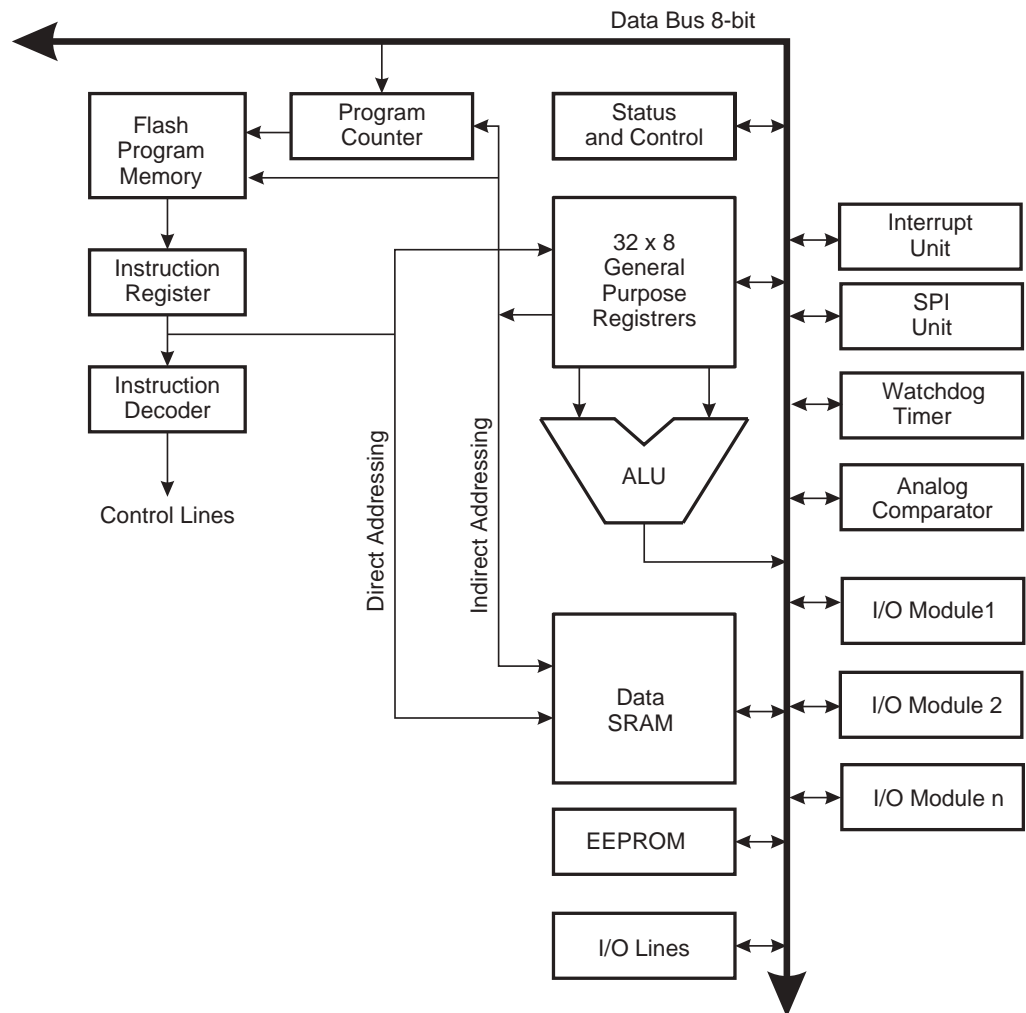 Data Bus 8-bit
Flash
Program
Memory
Program
Counter
Status
and Control
Instruction
Register
32 x 8
General
Purpose
Registrers
Interrupt
Unit
SPI
Unit
Instruction
Decoder
Watchdog
Timer
ALU
Analog
Comparator
Control Lines
Direct Addressing
Indirect Addressing
I/O Module1
Data
SRAM
I/O Module 2
I/O Module n
EEPROM
I/O Lines